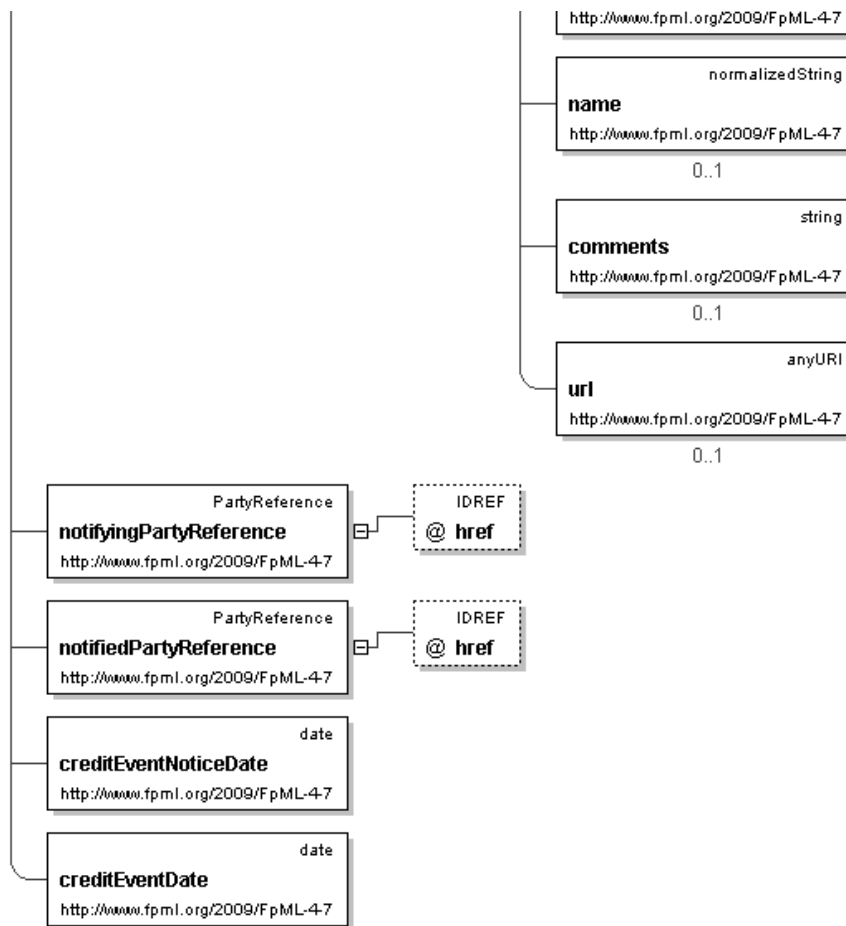 http://www.fpml.org/2009/FpML-4-7
normalizedString
name
http://www.fpml.org/2009/FpML-4-7
0..1
string
comments
http://www.fpml.org/2009/FpML-4-7
0..1
anyURI
url
http://www.fpml.org/2009/FpML-4-7
0..1
PartyReference
notifyingPartyReference
http://www.fpml.org/2009/FpML-4-7
IDREF
@ href
PartyReference
notifiedPartyReference
http://www.fpml.org/2009/FpML-4-7
IDREF
@ href
date
creditEventNoticeDate
http://www.fpml.org/2009/FpML-4-7
date
creditEventDate
http://www.fpml.org/2009/FpML-4-7